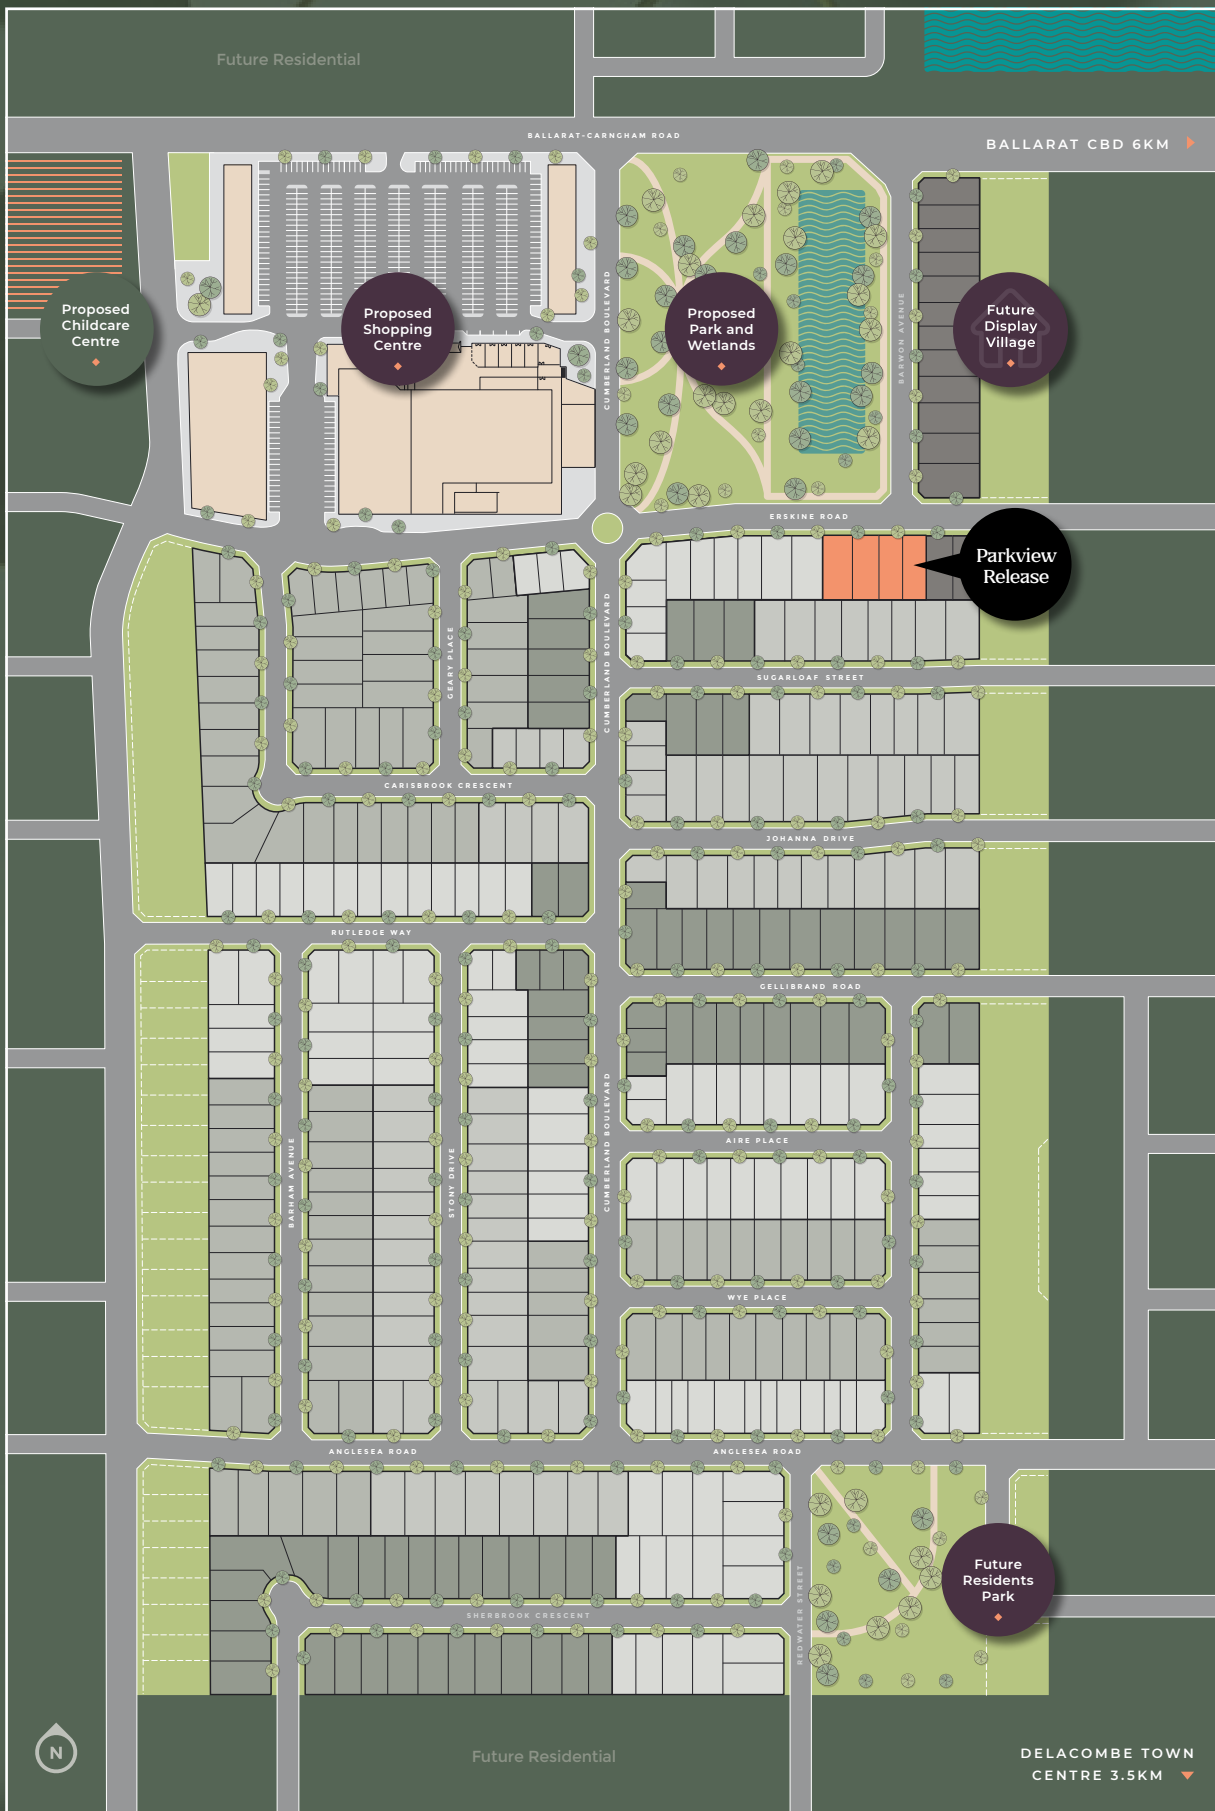 Future Residential
BALLARAT-CARNGHAM ROAD
BALLARAT CBD 6KM
Proposed
Childcare
Centre
Proposed
Shopping
Centre
CUMBERLAND BOULEVARD
Proposed
Park and
Wetlands
BARWON AVENUE
Future
Display
Village
ERSKINE ROAD
Parkview
Release
GEARY PLACE
CUMBERLAND BOULEVARD
SUGARLOAF STREET
CARISBROOK CRESCENT
JOHANNA DRIVE
RUTLEDGE WAY
GELLIBRAND ROAD
BARHAM AVENUE
STONY DRIVE
CUMBERLAND BOULEVARD
AIRE PLACE
WYE PLACE
ANGLESEA ROAD
ANGLESEA ROAD
Future
Residents
Park
REDWATER STREET
SHERBROOK CRESCENT
N
Future Residential
DELACOMBE TOWN
CENTRE 3.5KM